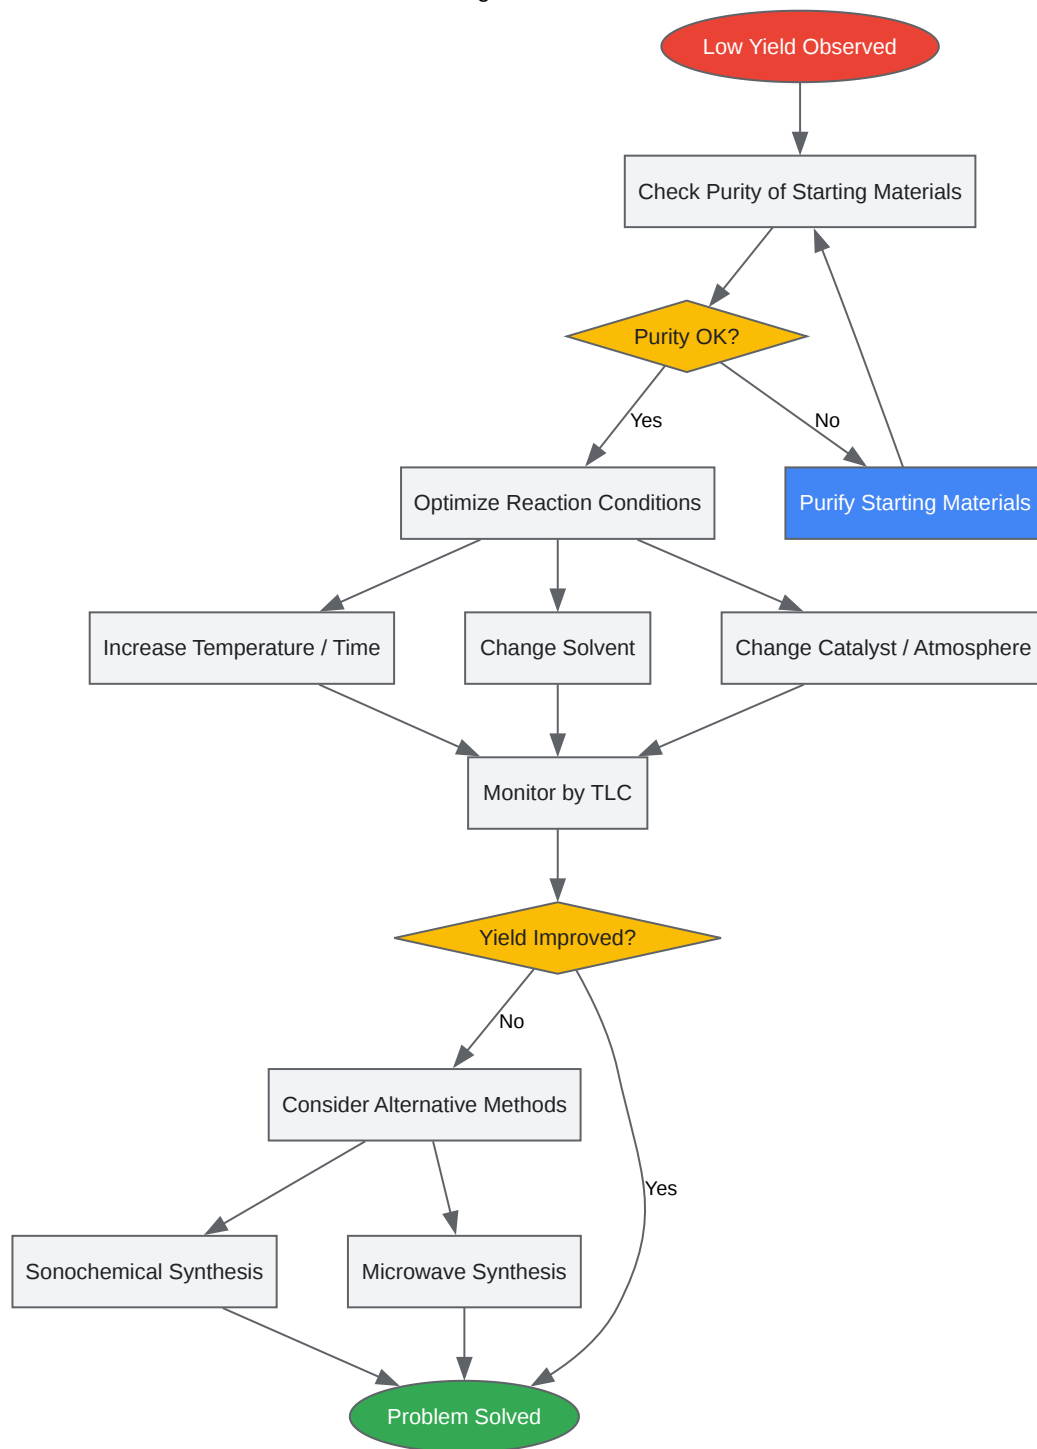 Low Yield Observed
Check Purity of Starting Materials
Purity OK?
Yes
No
Optimize Reaction Conditions
Purify Starting Materials
Increase Temperature / Time
Change Solvent
Change Catalyst / Atmosphere
Monitor by TLC
Yield Improved?
No
Consider Alternative Methods
Yes
Sonochemical Synthesis
Microwave Synthesis
Problem Solved